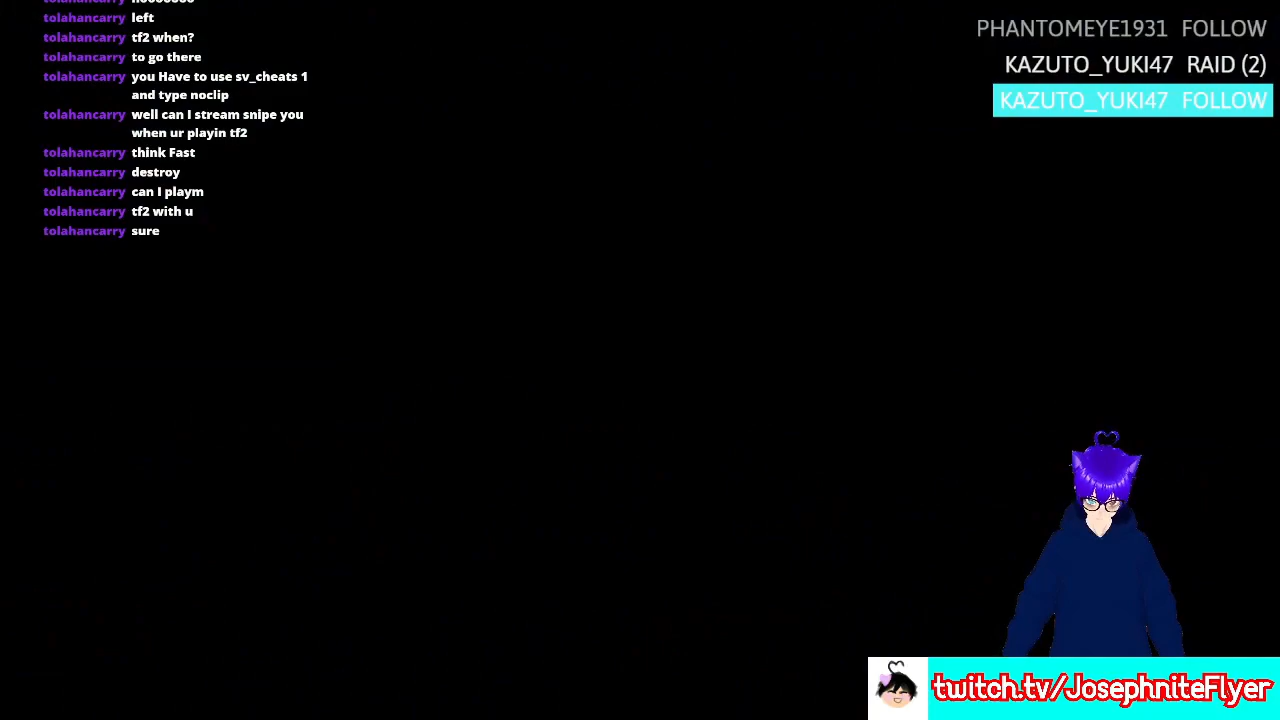 tolahancarry left
tolahancarry tf2 when?
tolahancarry to go there
tolahancarry you Have to use sv_cheats 1
and type noclip
tolahancarry well can I stream snipe you
when ur playin tf2
tolahancarry think Fast
tolahancarry destroy
tolahancarry can I playm
tolahancarry tf2 with u
tolahancarry sure
PHANTOMEYE1931 FOLLOW
KAZUTO_YUKI47 RAID (2)
KAZUTO_YUKI47 FOLLOW
twitch.tv/JosephniteFlyer